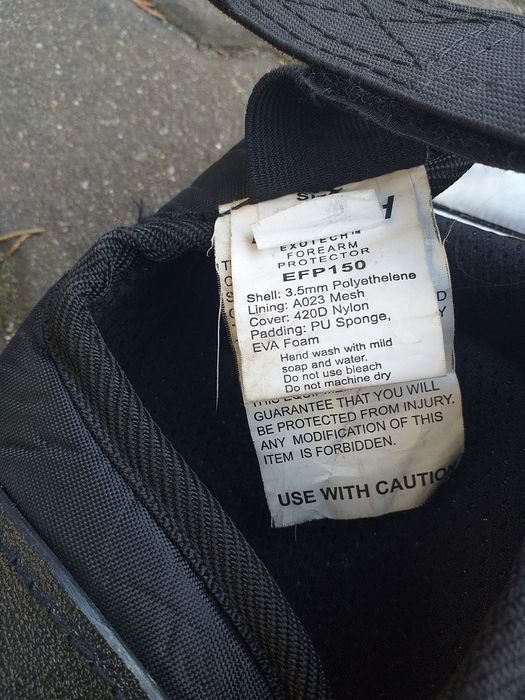 H
EXOTECH™
FOREARM
PROTECTOR
EFP150
Shell: 3.5mm Polyethelene
Lining: A023 Mesh
Cover: 420D Nylon
Padding: PU Sponge,
EVA Foam
Hand wash with mild
soap and water.
Do not use bleach
Do not machine dry
GUARANTEE THAT YOU WILL
BE PROTECTED FROM INJURY.
ANY MODIFICATION OF THIS
ITEM IS FORBIDDEN.
USE WITH CAUTION